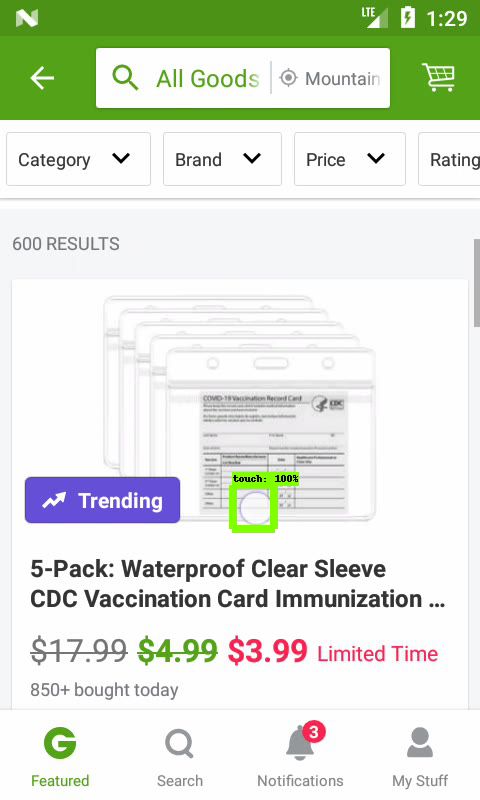 LTE 1:29
All Goods Mountain
Category Brand Price Rating
600 RESULTS
COVID-19 Vaccination Record Card
CDC
touch: 100%
Trending
5-Pack: Waterproof Clear Sleeve
CDC Vaccination Card Immunization ...
$17.99 $4.99 $3.99 Limited Time
850+ bought today
3
G
Featured Search Notifications My Stuff